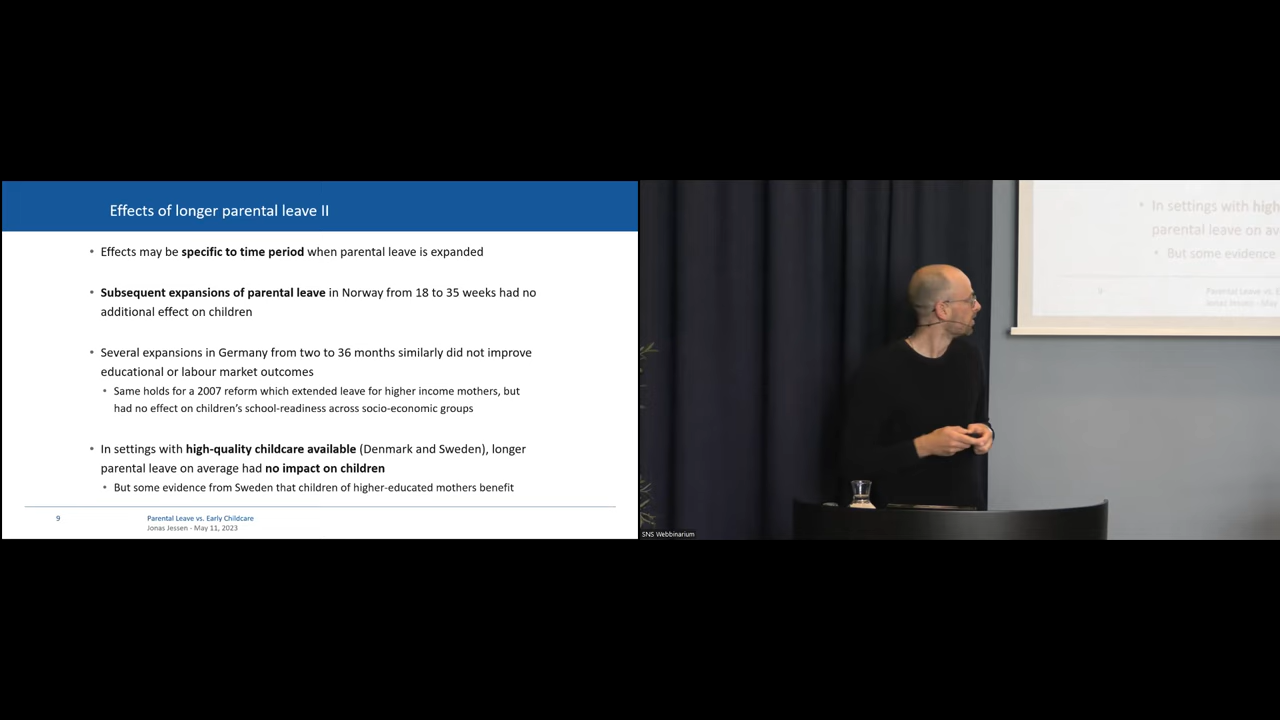 Effects of longer parental leave II
• Effects may be specific to time period when parental leave is expanded
• Subsequent expansions of parental leave in Norway from 18 to 35 weeks had no
additional effect on children
• Several expansions in Germany from two to 36 months similarly did not improve
educational or labour market outcomes
• Same holds for a 2007 reform which extended leave for higher income mothers, but
had no effect on children's school-readiness across socio-economic groups
• In settings with high-quality childcare available (Denmark and Sweden), longer
parental leave on average had no impact on children
• But some evidence from Sweden that children of higher-educated mothers benefit
9
Parental Leave vs. Early Childcare
Jonas Jessen - May 11, 2023
• In settings with high
parental leave on av
• But some evidence
Parental Leave vs. E
Jonas Jessen - May
SNS Webbinarium